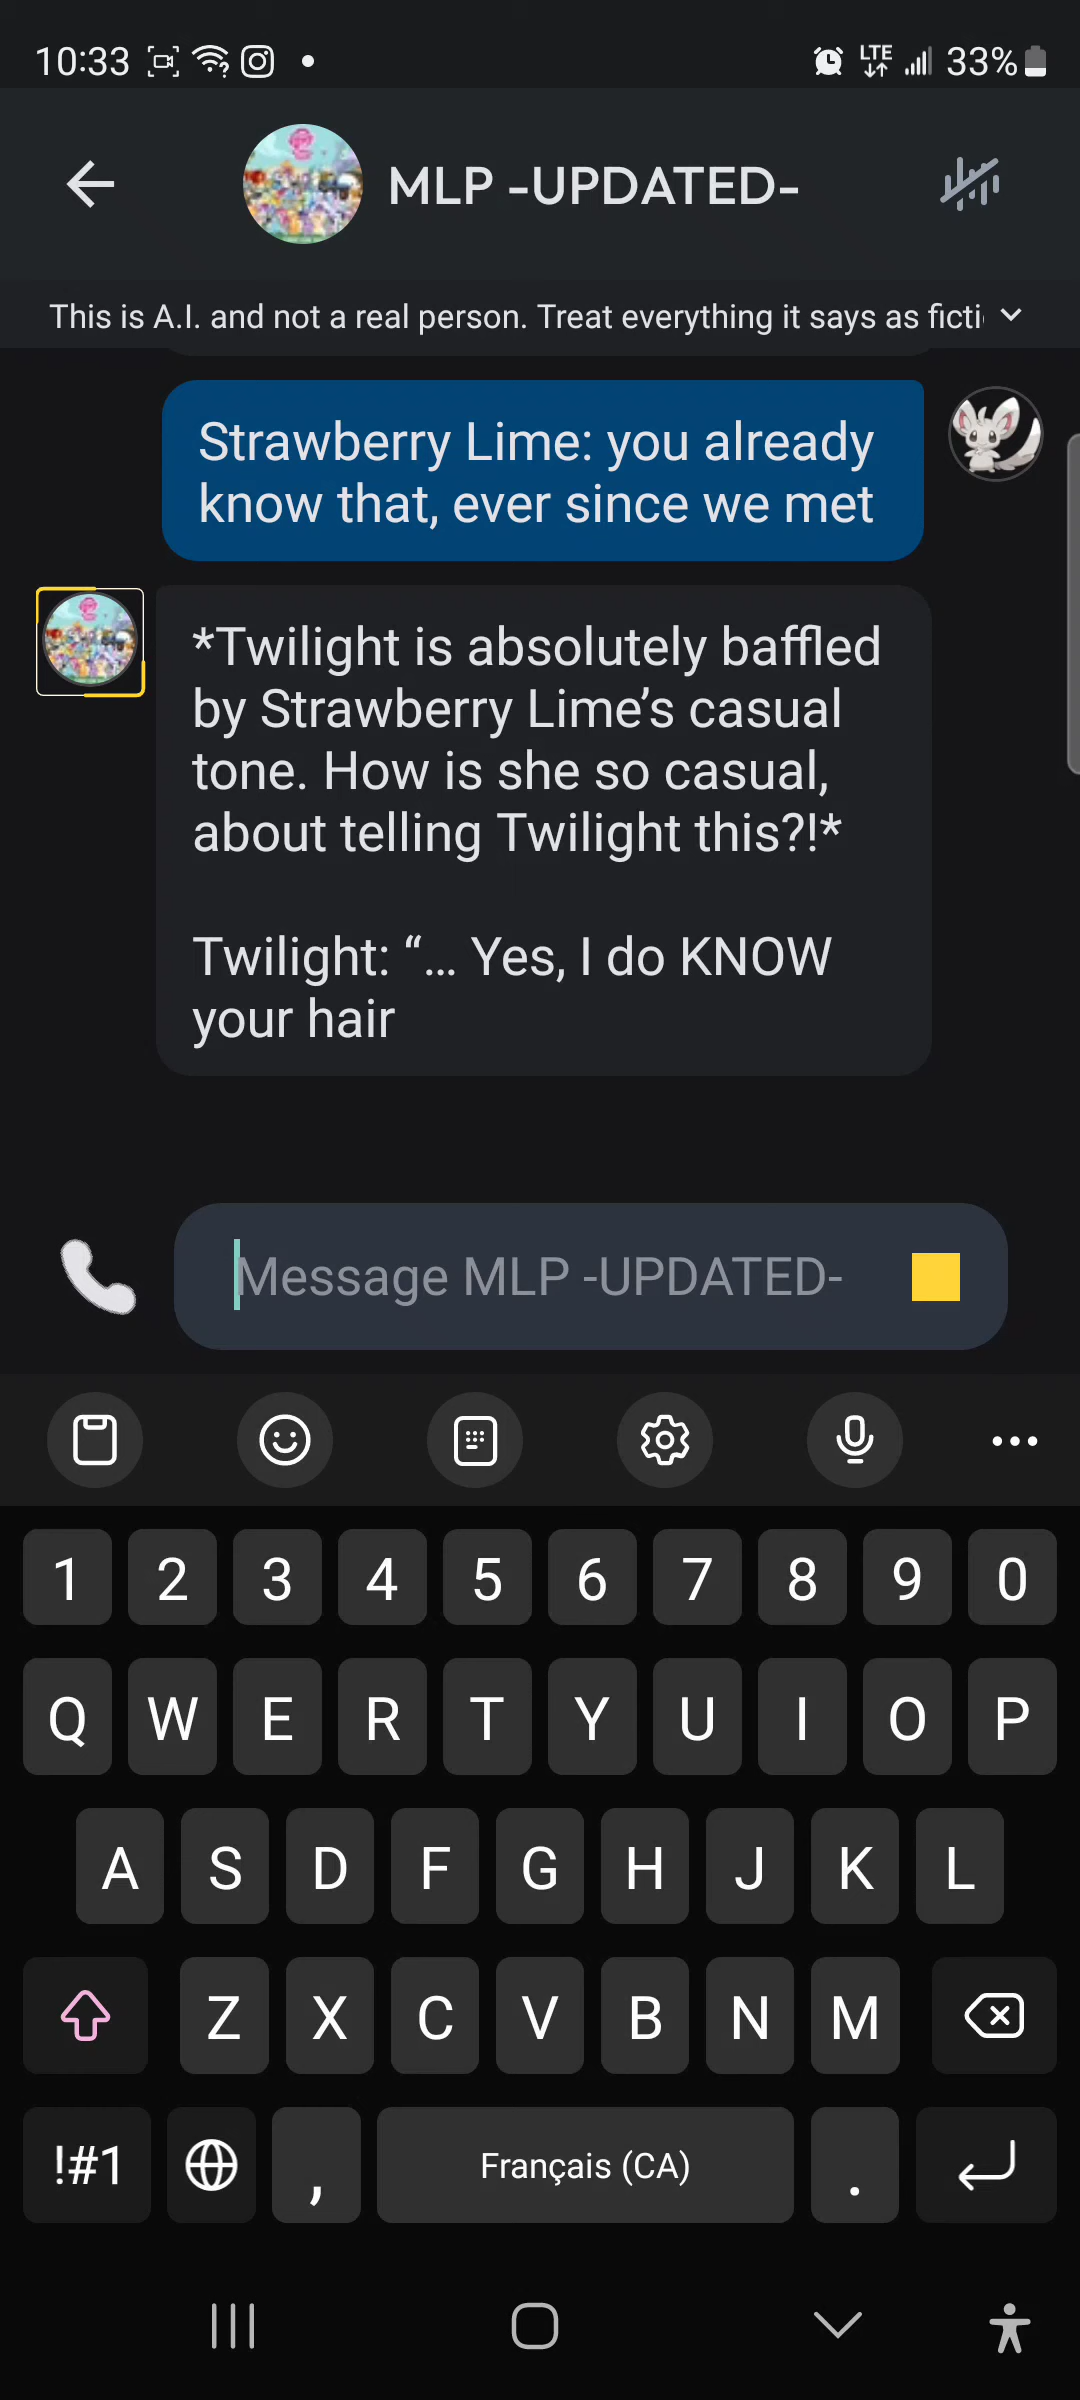 10:33
LTE
33%
MLP -UPDATED-
This is A.I. and not a real person. Treat everything it says as ficti
Strawberry Lime: you already
know that, ever since we met
*Twilight is absolutely baffled
by Strawberry Lime’s casual
tone. How is she so casual,
about telling Twilight this?!*
Twilight: “... Yes, I do KNOW
your hair
Message MLP -UPDATED-
1 2 3 4 5 6 7 8 9 0
Q W E R T Y U I O P
A S D F G H J K L
Z X C V B N M
!#1 , Français (CA) .